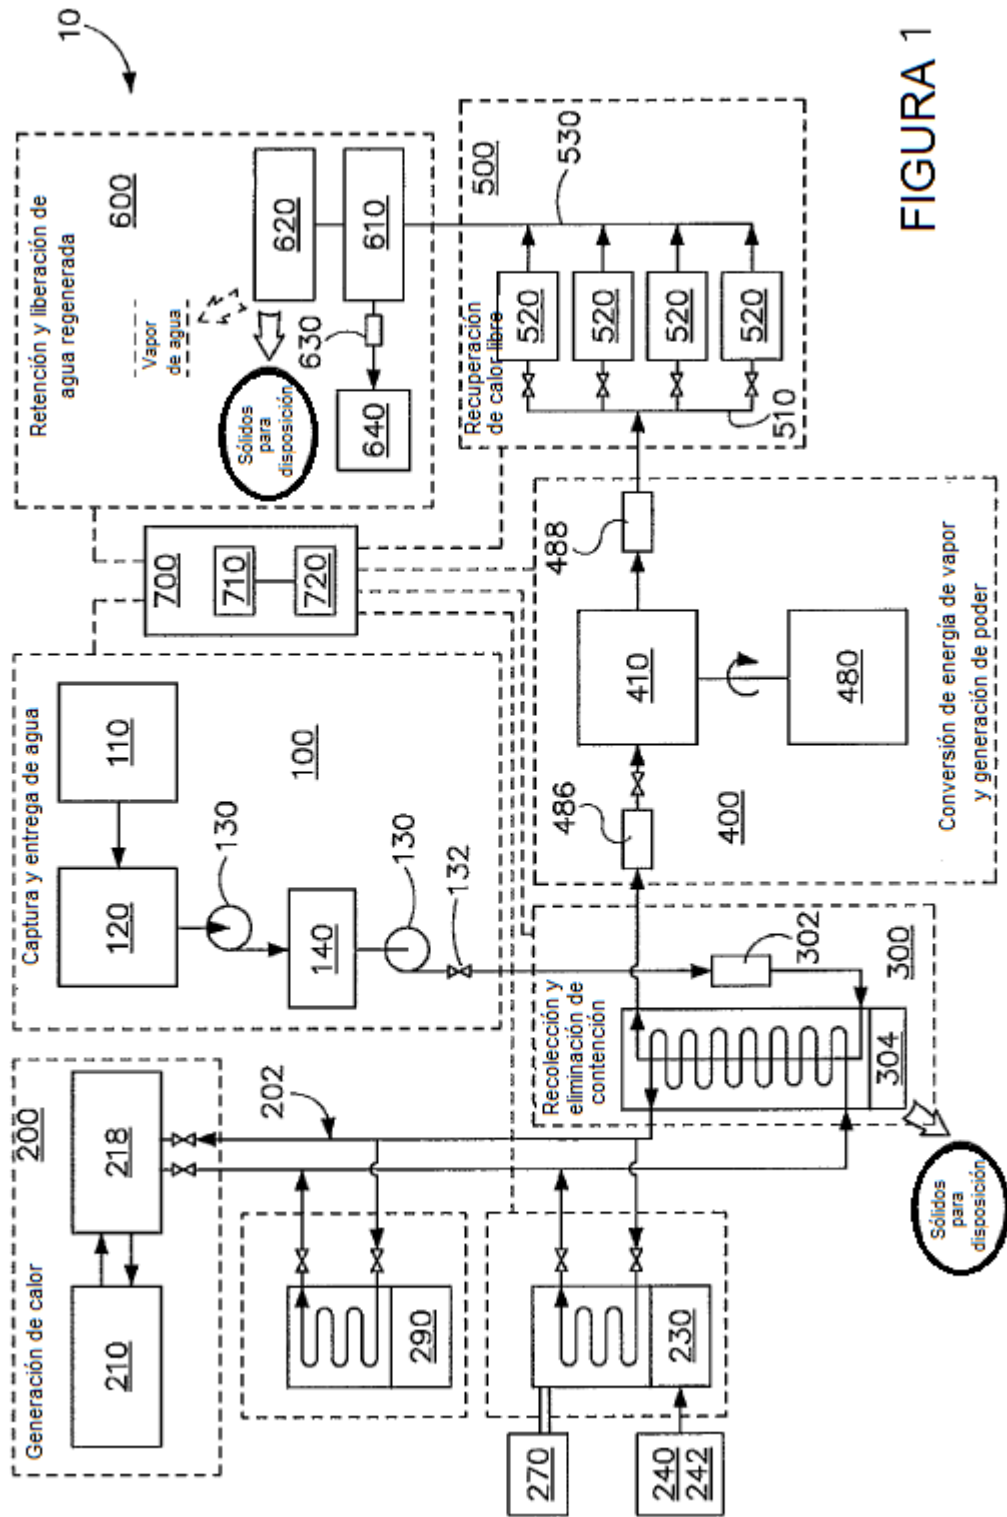 10
Retención y liberación de
agua regenerada
600
Vapor
de agua
620
610
630
640
Sólidos
para
disposición
700
710
720
Captura y entrega de agua
110
100
120
130
140
130
132
Generación de calor
200
218
210
202
290
230
270
240
242
Recolección y
eliminación de
contención
302
300
304
Sólidos
para
disposición
486
488
410
480
400
Conversión de energía de vapor
y generación de poder
Recuperación
de calor libre
500
530
520
520
520
520
510
FIGURA 1